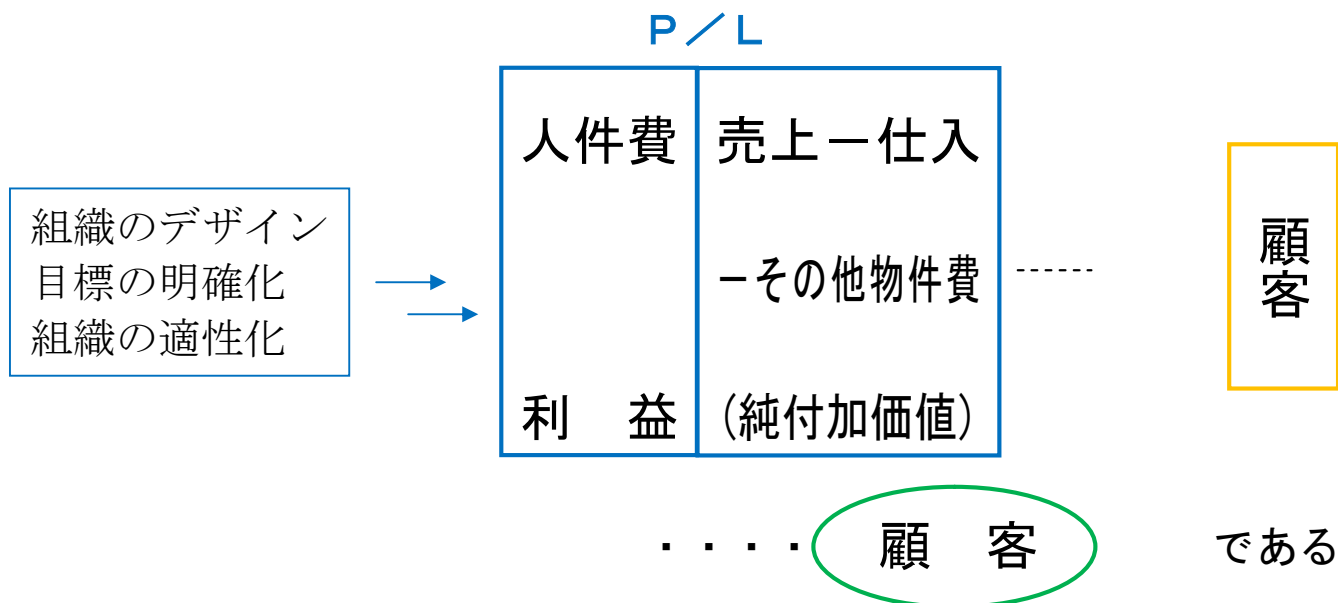 P／L
人件費
売上－仕入
－その他物件費
利　益
(純付加価値)
組織のデザイン
目標の明確化
組織の適性化
顧客
・・・・顧　客　である